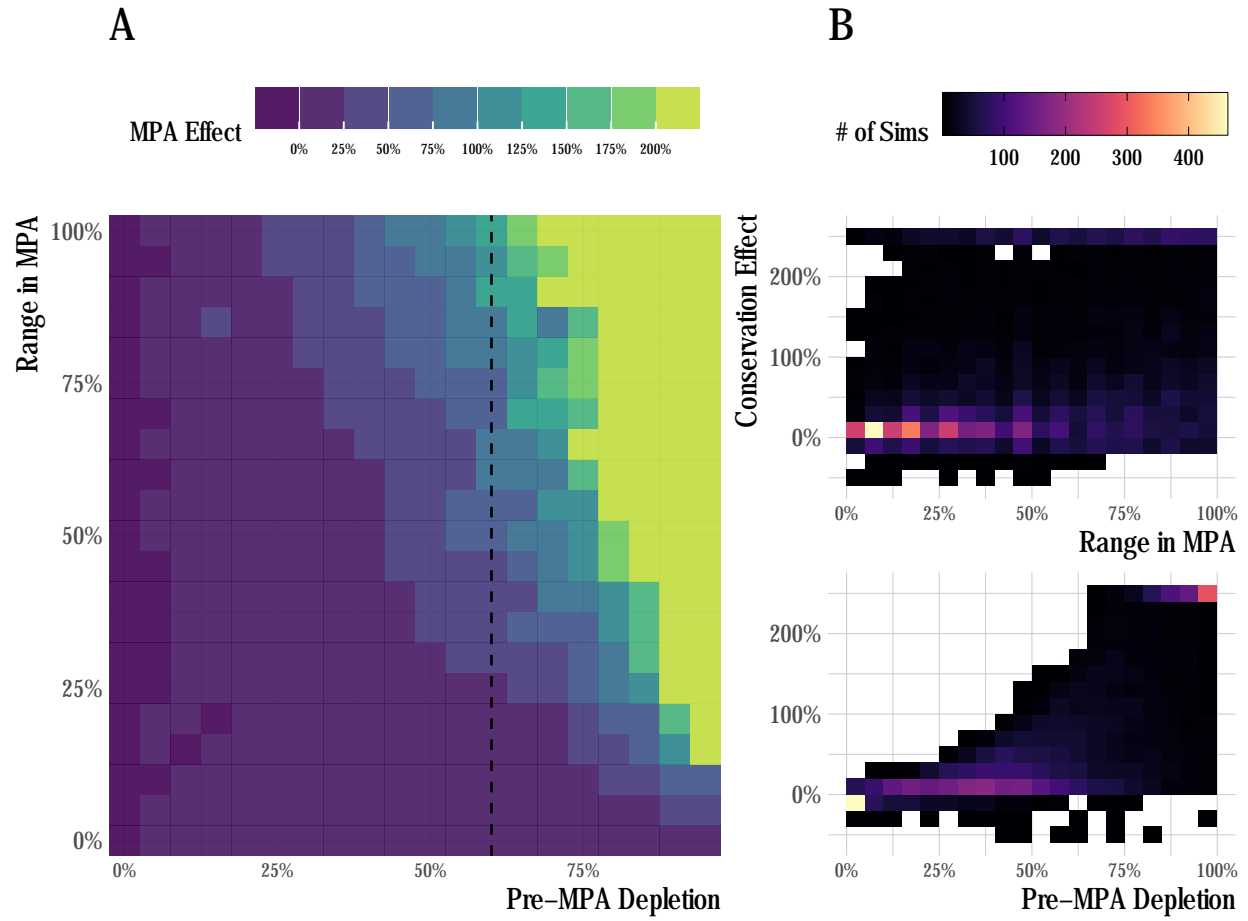 A
MPA Effect
0% 25% 50% 75% 100% 125% 150% 175% 200%
Range in MPA
100%
75%
50%
25%
0%
0% 25% 50% 75%
Pre–MPA Depletion
B
# of Sims
100 200 300 400
Conservation Effect
200%
100%
0%
0% 25% 50% 75% 100%
Range in MPA
200%
100%
0%
0% 25% 50% 75% 100%
Pre–MPA Depletion